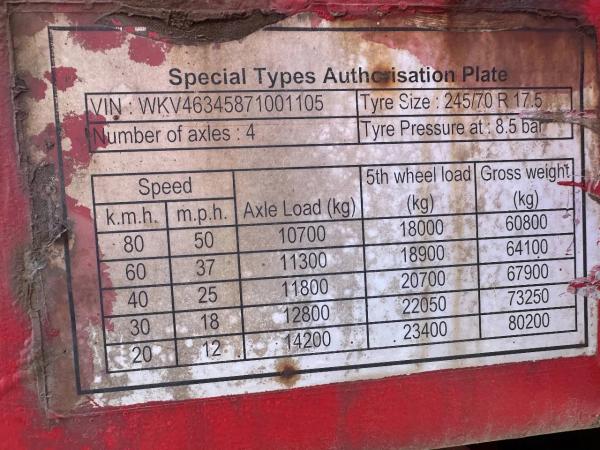 Special Types Authorisation Plate
VIN : WKV46345871001105 Tyre Size : 245/70 R 17.5
Number of axles : 4 Tyre Pressure at : 8.5 bar
Speed 5th wheel load Gross weight
k.m.h. m.p.h. Axle Load (kg) (kg) (kg)
80 50 10700 18000 60800
60 37 11300 18900 64100
40 25 11800 20700 67900
30 18 12800 22050 73250
20 12 14200 23400 80200